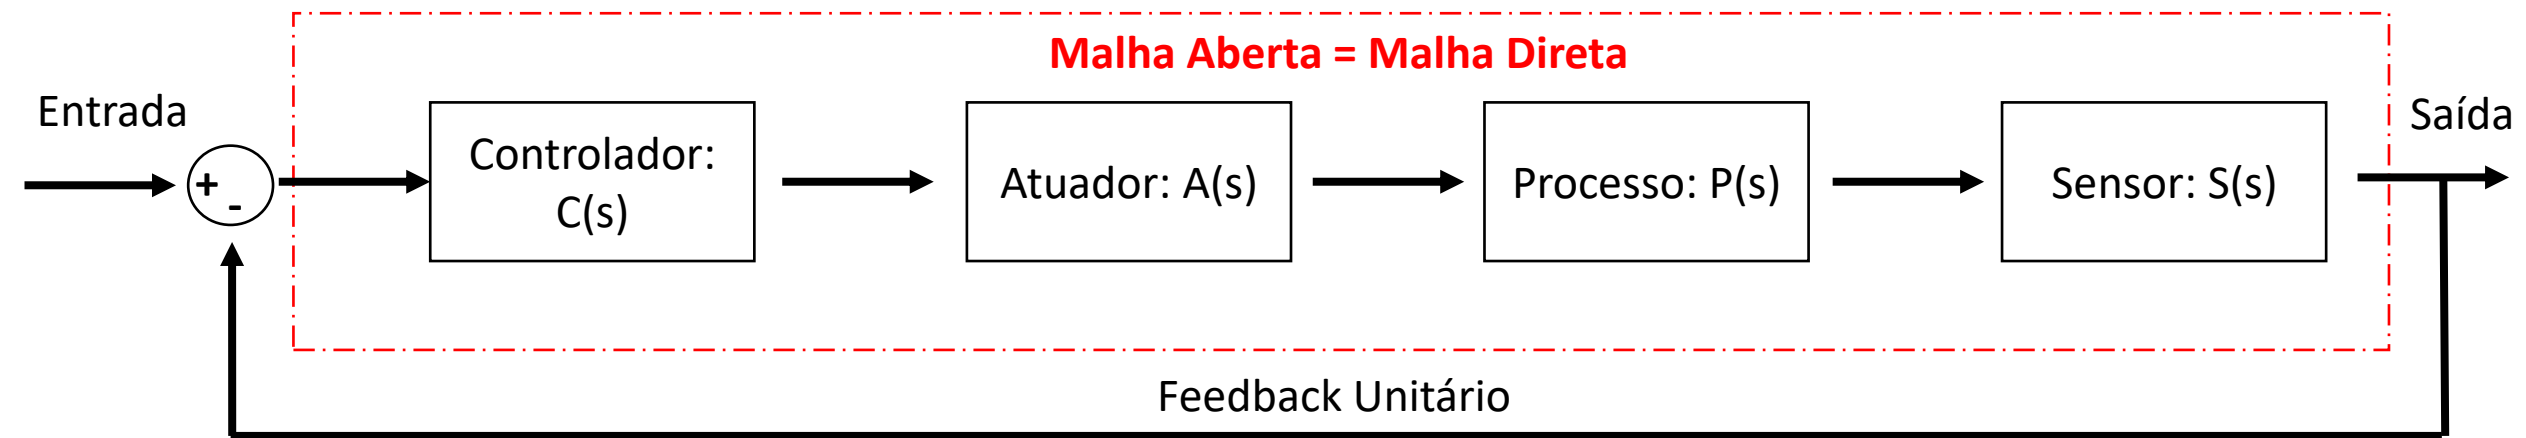 Malha Aberta = Malha Direta
Entrada
+
-
Controlador:
C(s)
Atuador: A(s)
Processo: P(s)
Sensor: S(s)
Saída
Feedback Unitário